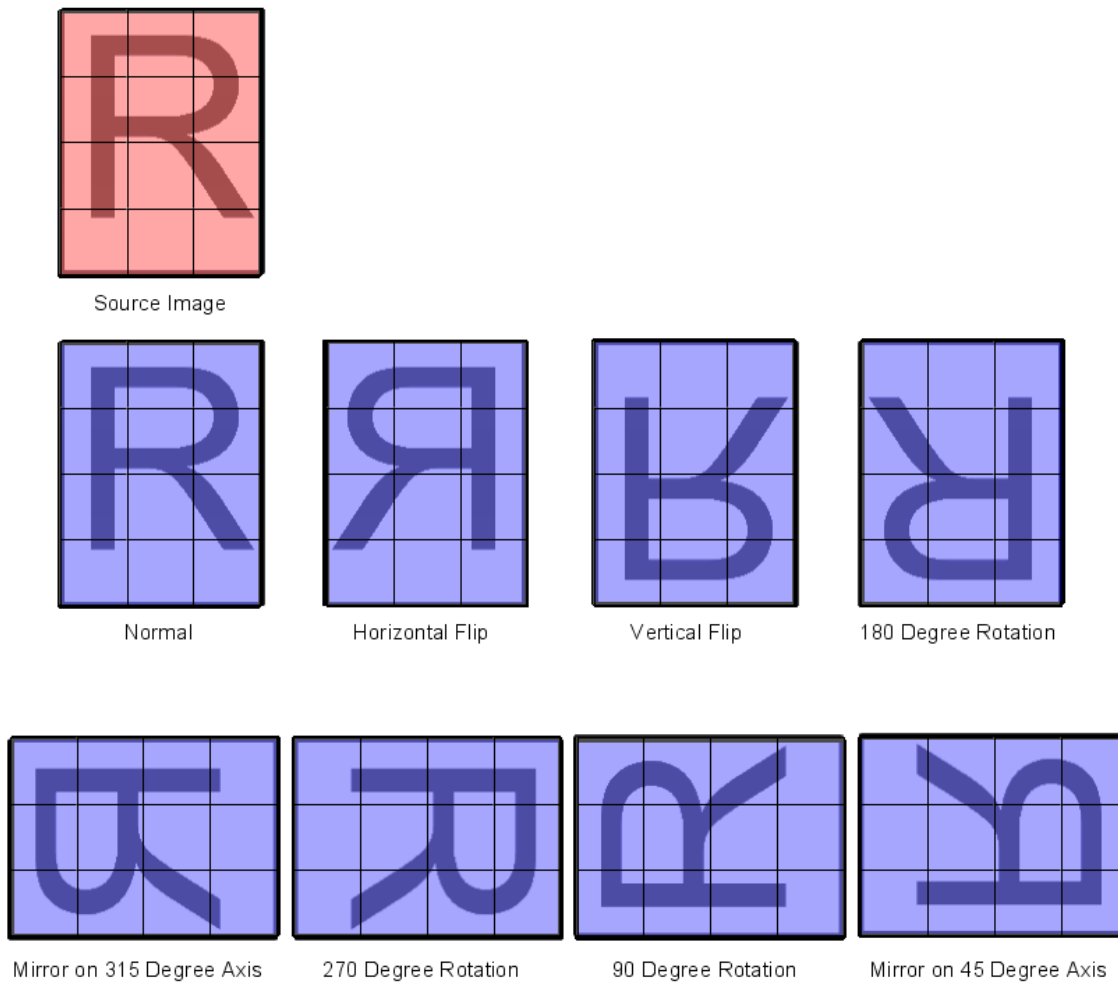 R
Source Image
R R R R
Normal Horizontal Flip Vertical Flip 180 Degree Rotation
R R R R
Mirror on 315 Degree Axis 270 Degree Rotation 90 Degree Rotation Mirror on 45 Degree Axis